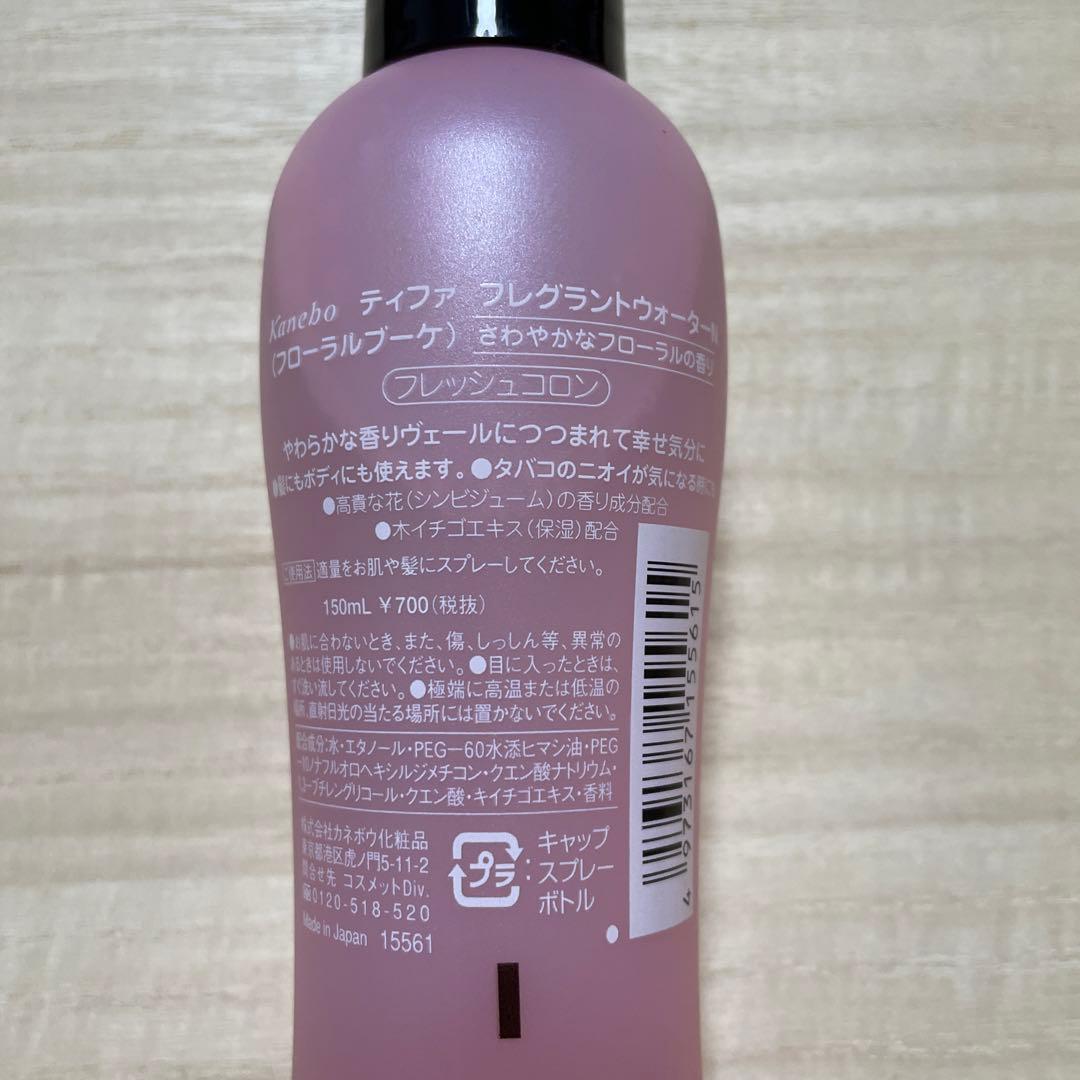 Kanebo ティファ フレグラントウォーターN
(フローラルブーケ) さわやかなフローラルの香り
フレッシュコロン
やわらかな香りヴェールにつつまれて幸せ気分に
●髪にもボディにも使えます。●タバコのニオイが気になる時に
●高貴な花(シンビジューム)の香り成分配合
●木イチゴエキス(保湿)配合
ご使用法 適量をお肌や髪にスプレーしてください。
150mL ¥700(税抜)
●お肌に合わないとき、また、傷、しっしん等、異常の
あるときは使用しないでください。●目に入ったときは、
すぐ洗い流してください。●極端に高温または低温の
場所、直射日光の当たる場所には置かないでください。
配合成分:水・エタノール・PEG-60水添ヒマシ油・PEG
-10ノナフルオロヘキシルジメチコン・クエン酸ナトリウム・
1,3-ブチレングリコール・クエン酸・キイチゴエキス・香料
株式会社カネボウ化粧品
東京都港区虎ノ門5-11-2
問合せ先 コスメットDiv.
0120-518-520
Made in Japan 15561
プラ : キャップ
スプレー
ボトル
4973167155615